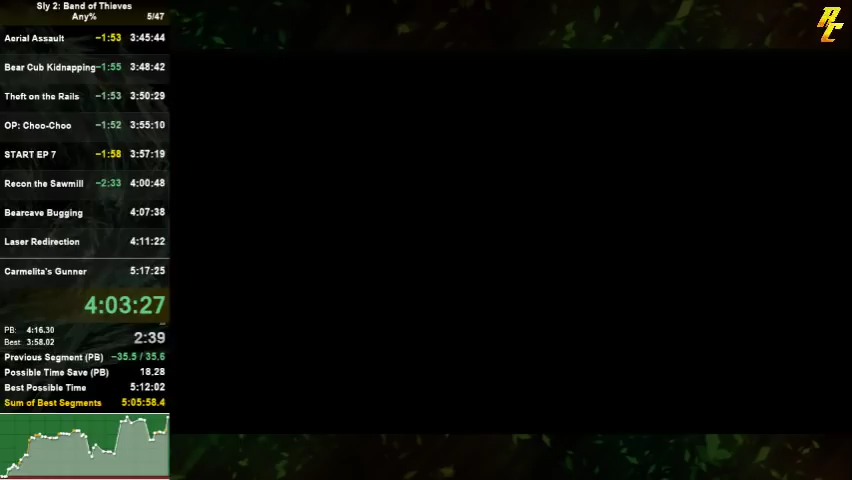 Sly 2: Band of Thieves
Any% 5/47
Aerial Assault -1:53 3:45:44
Bear Cub Kidnapping -1:55 3:48:42
Theft on the Rails -1:53 3:50:29
OP: Choo-Choo -1:52 3:55:10
START EP 7 -1:58 3:57:19
Recon the Sawmill -2:33 4:00:48
Bearcave Bugging 4:07:38
Laser Redirection 4:11:22
Carmelita's Gunner 5:17:25
4:03:27
PB: 4:16.30
Best: 3:58.02
2:39
Previous Segment (PB) -35.5 / 35.6
Possible Time Save (PB) 18.28
Best Possible Time 5:12:02
Sum of Best Segments 5:05:58.4